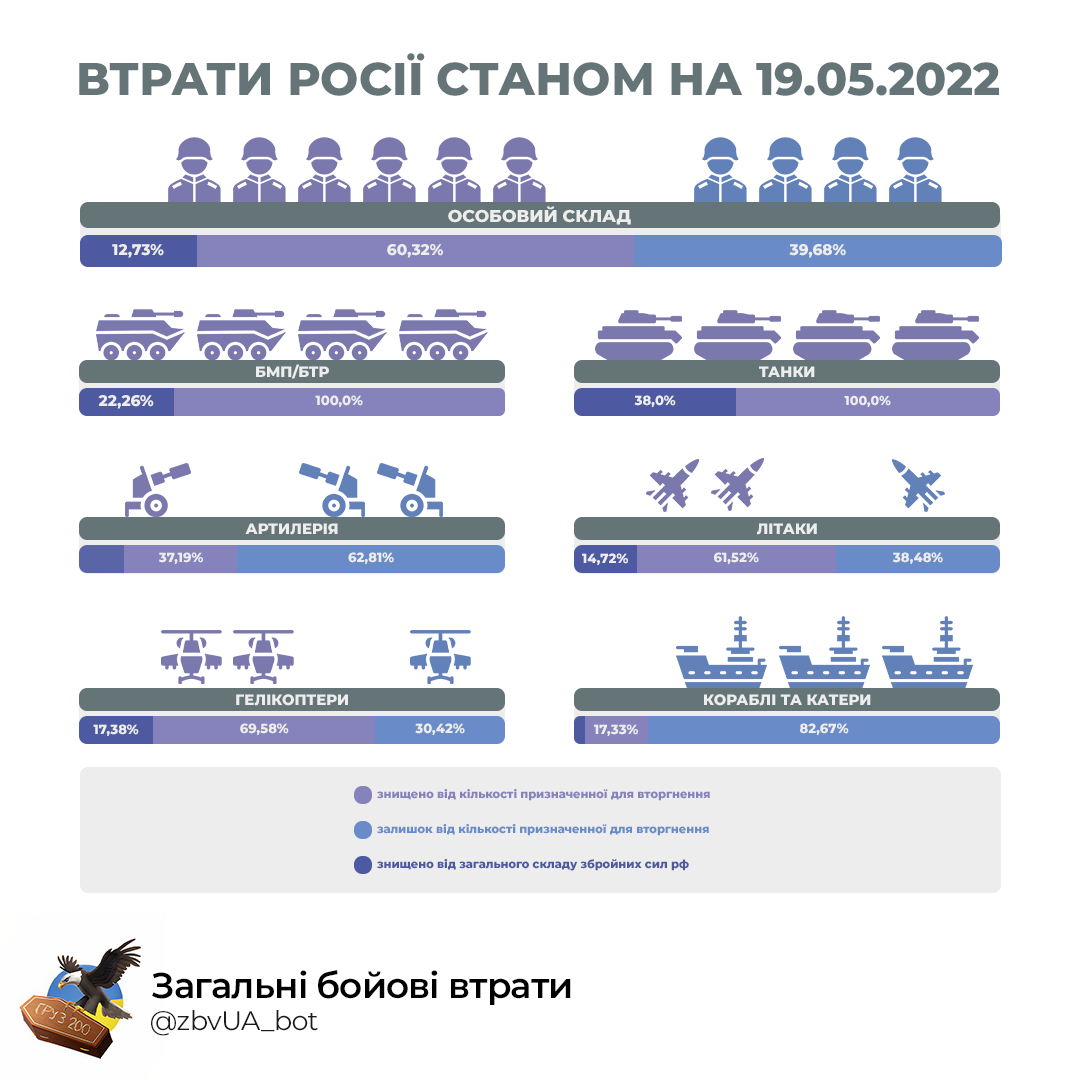 ВТРАТИ РОСІЇ СТАНОМ НА 19.05.2022
ОСОБОВИЙ СКЛАД
12,73% 60,32% 39,68%
БМП/БТР
22,26% 100,0%
ТАНКИ
38,0% 100,0%
АРТИЛЕРІЯ
37,19% 62,81%
ЛІТАКИ
14,72% 61,52% 38,48%
ГЕЛІКОПТЕРИ
17,38% 69,58% 30,42%
КОРАБЛІ ТА КАТЕРИ
17,33% 82,67%
знищено від кількості призначенної для вторгнення
залишок від кількості призначенної для вторгнення
знищено від загального складу збройних сил рф
ГРУЗ 200
Загальні бойові втрати
@zbvUA_bot